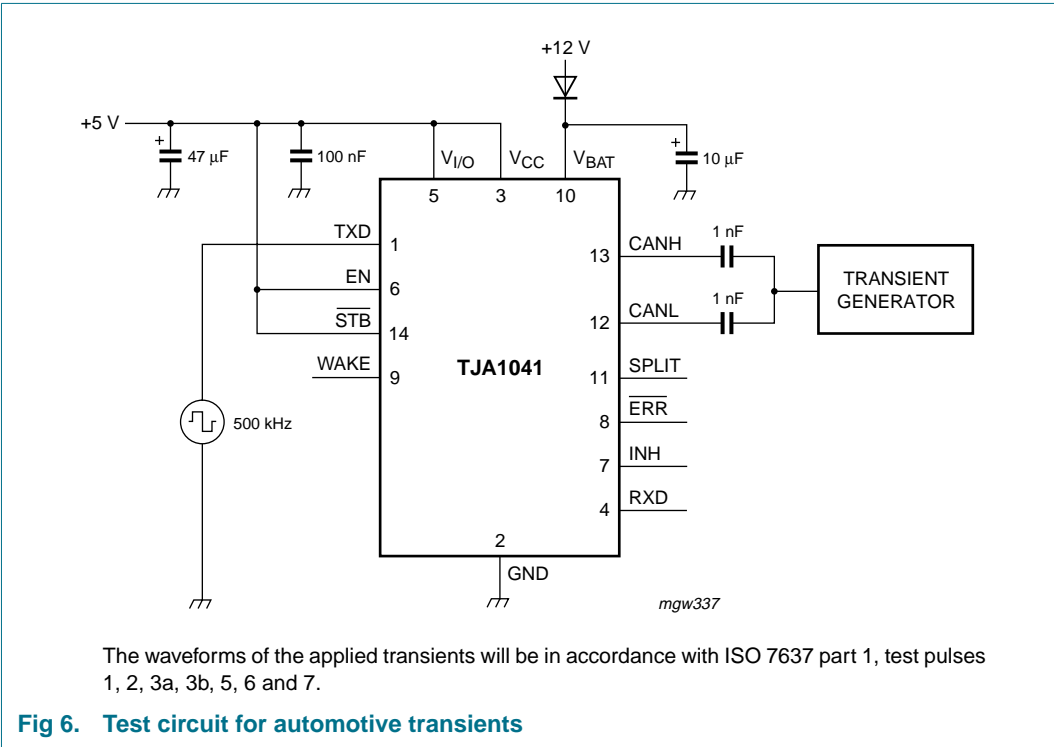 +12 V
+5 V
+
47 μF
100 nF
V_I/O
V_CC
V_BAT
+
10 μF
5
3
10
TXD
1
EN
6
STB
14
WAKE
9
TJA1041
13
CANH
1 nF
12
CANL
1 nF
TRANSIENT
GENERATOR
11
SPLIT
8
ERR
7
INH
4
RXD
500 kHz
2
GND
mgw337
The waveforms of the applied transients will be in accordance with ISO 7637 part 1, test pulses
1, 2, 3a, 3b, 5, 6 and 7.
Fig 6. Test circuit for automotive transients